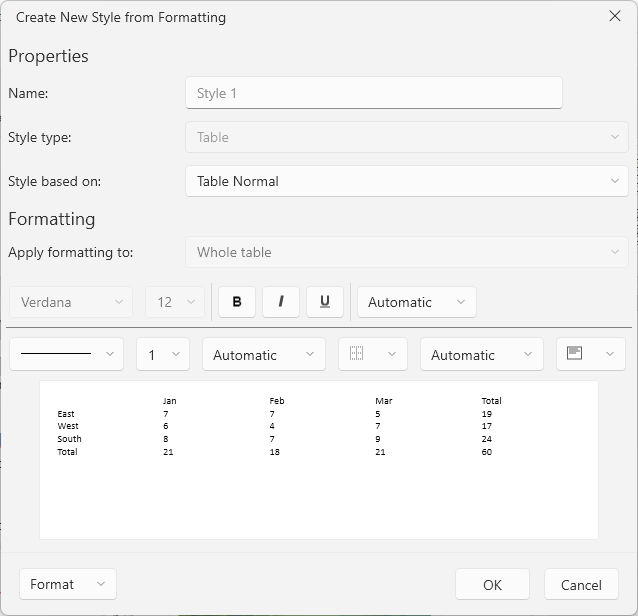 Create New Style from Formatting
Properties
Name: Style 1
Style type: Table
Style based on: Table Normal
Formatting
Apply formatting to: Whole table
Verdana 12 B I U Automatic
1 Automatic Automatic
Jan Feb Mar Total
East 7 7 5 19
West 6 4 7 17
South 8 7 9 24
Total 21 18 21 60
Format OK Cancel